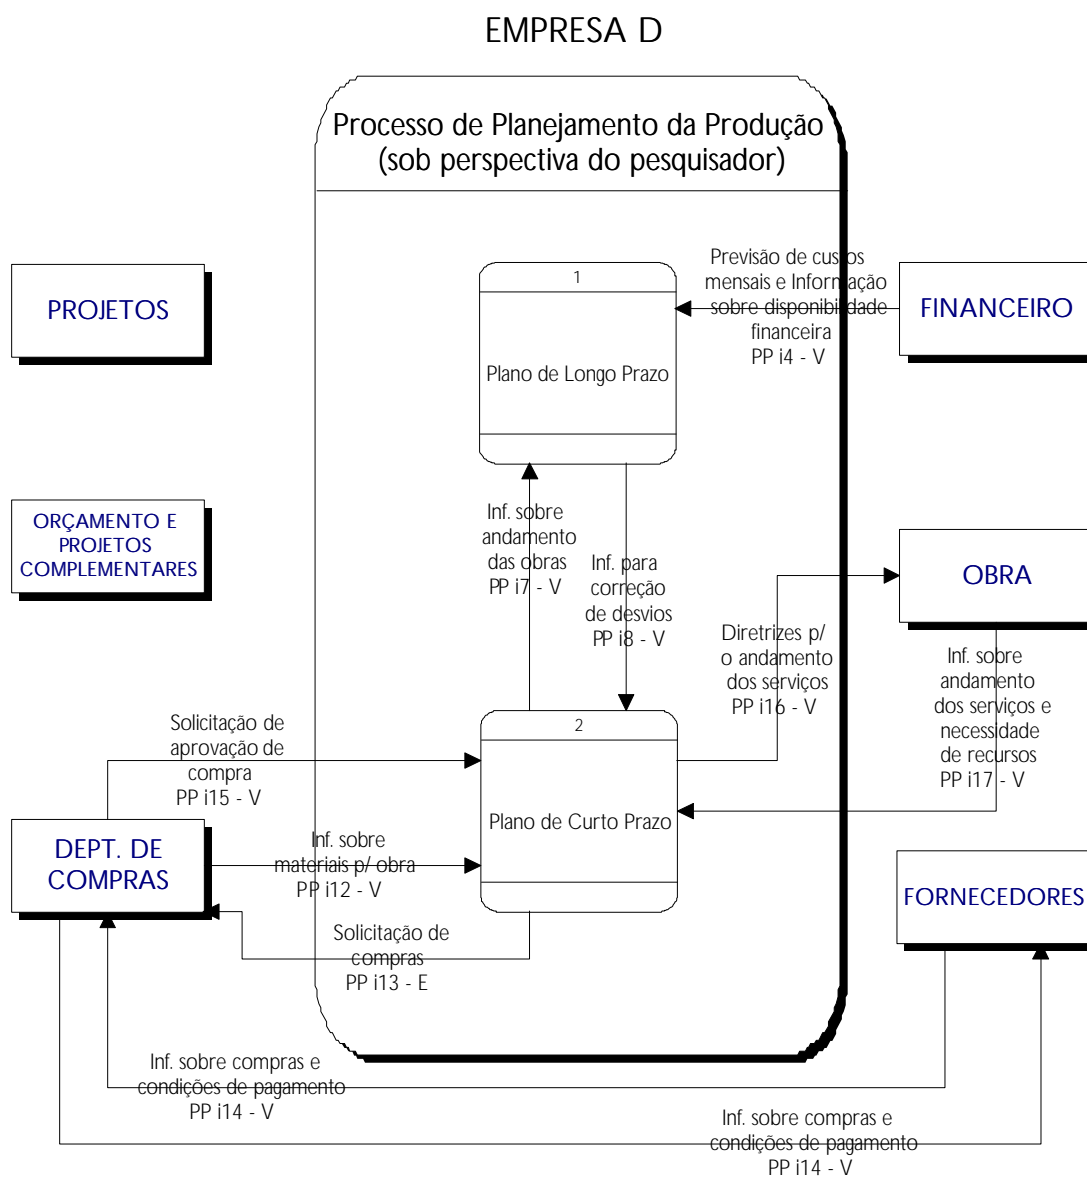 EMPRESA D
Processo de Planejamento da Produção
(sob perspectiva do pesquisador)
PROJETOS
1
Plano de Longo Prazo
Previsão de custos
mensais e Informação
sobre disponibilidade
financeira
PP i4 - V
FINANCEIRO
ORÇAMENTO E
PROJETOS
COMPLEMENTARES
Inf. sobre
andamento
das obras
PP i7 - V
Inf. para
correção
de desvios
PP i8 - V
OBRA
Diretrizes p/
o andamento
dos serviços
PP i16 - V
Inf. sobre
andamento
dos serviços e
necessidade
de recursos
PP i17 - V
Solicitação de
aprovação de
compra
PP i15 - V
2
Plano de Curto Prazo
DEPT. DE
COMPRAS
Inf. sobre
materiais p/ obra
PP i12 - V
FORNECEDORES
Solicitação de
compras
PP i13 - E
Inf. sobre compras e
condições de pagamento
PP i14 - V
Inf. sobre compras e
condições de pagamento
PP i14 - V